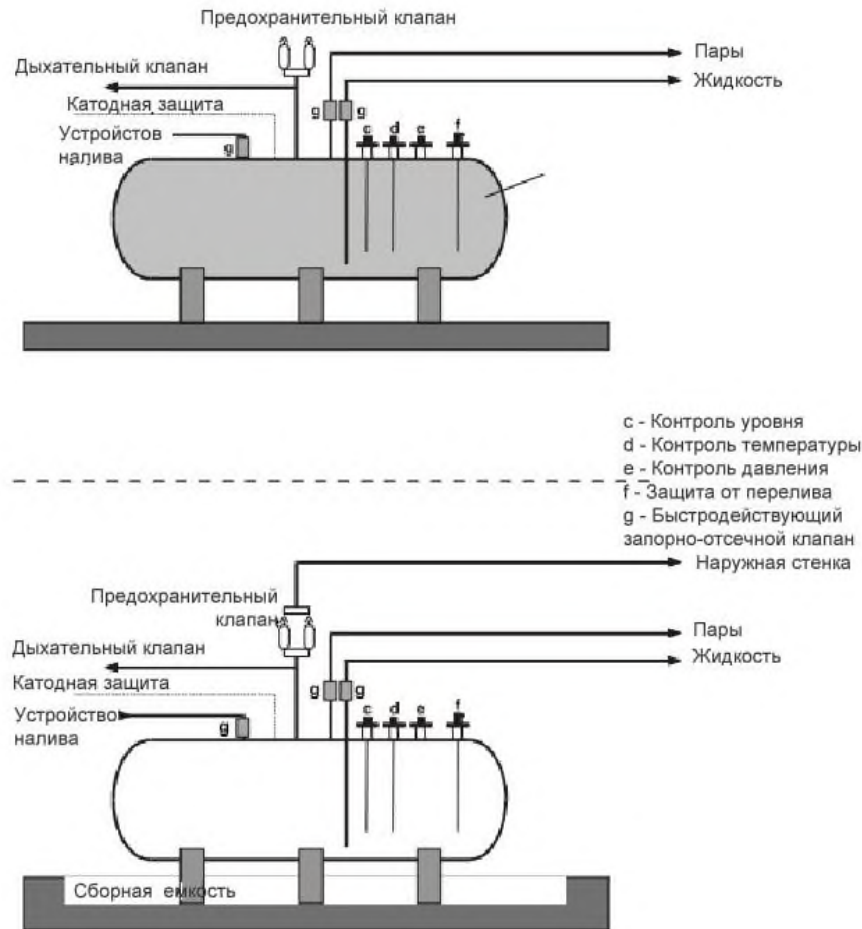 Предохранительный клапан
Дыхательный клапан
Пары
Жидкость
Катодная защита
Устройстов
налива
g
g
g
c
d
e
f
c - Контроль уровня
d - Контроль температуры
e - Контроль давления
f - Защита от перелива
g - Быстродействующий
запорно-отсечной клапан
Наружная стенка
Предохранительный
клапан
Дыхательный клапан
Пары
Жидкость
Катодная защита
Устройство
налива
g
g
g
c
d
e
f
Сборная емкость